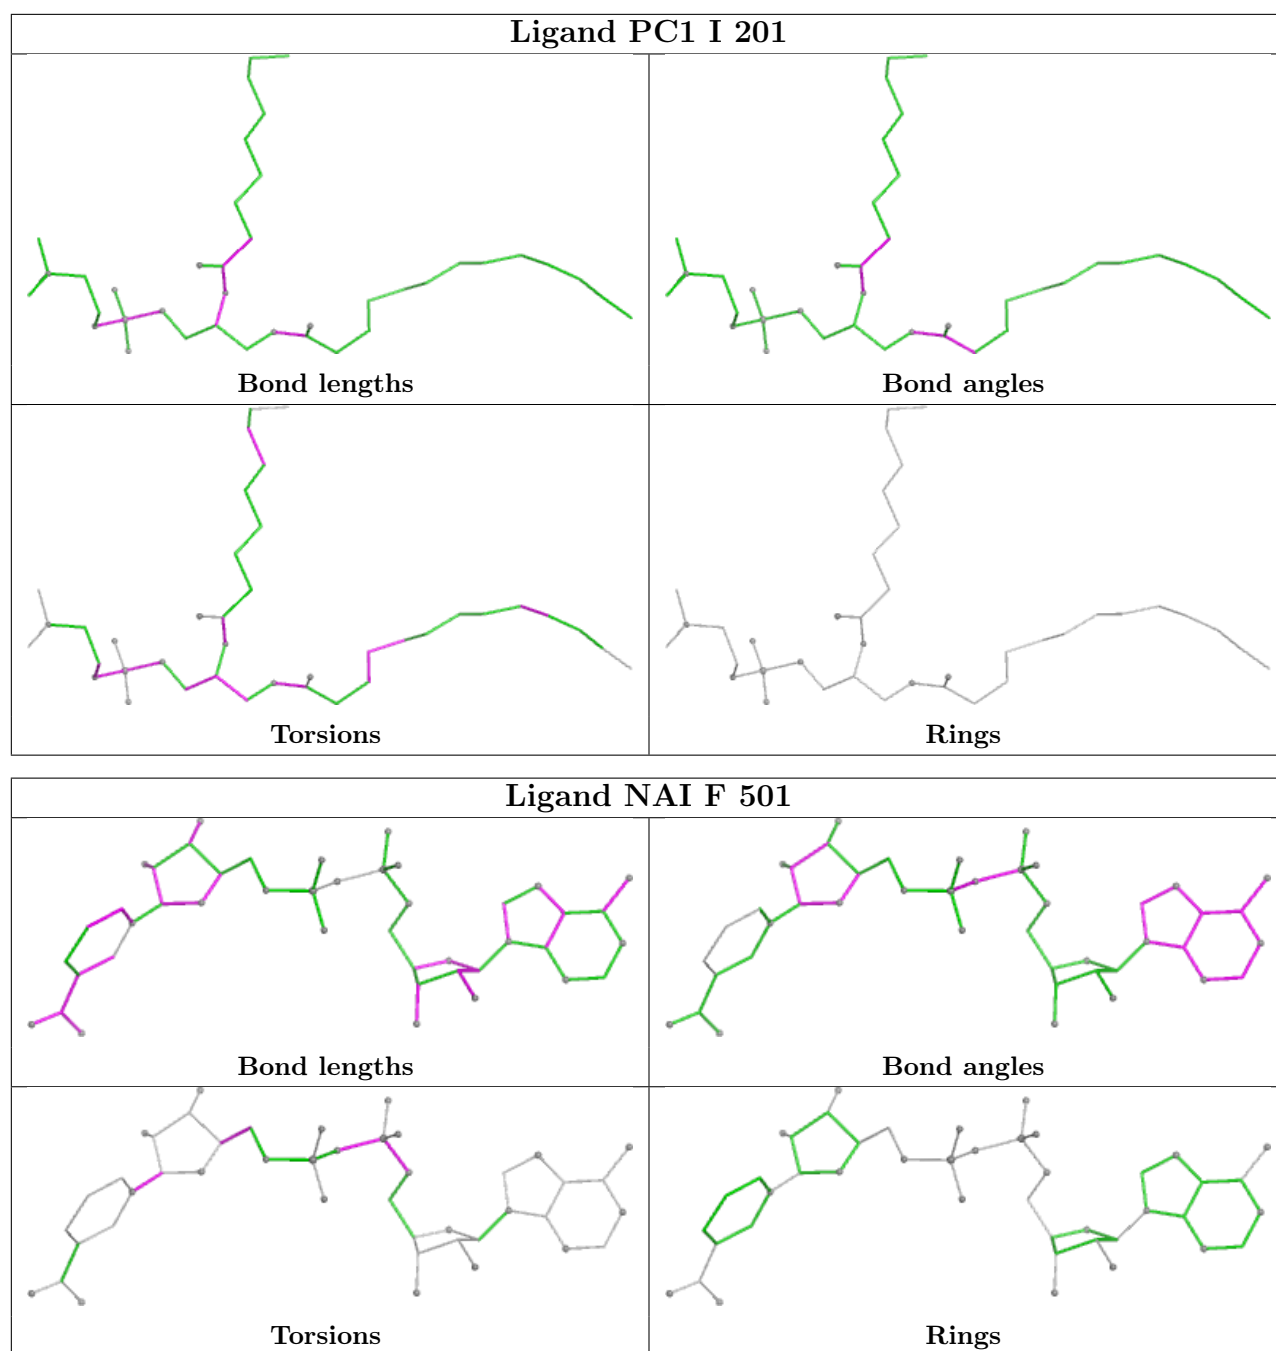 Ligand PC1 I 201
Bond lengths
Bond angles
Torsions
Rings
Ligand NAI F 501
Bond lengths
Bond angles
Torsions
Rings